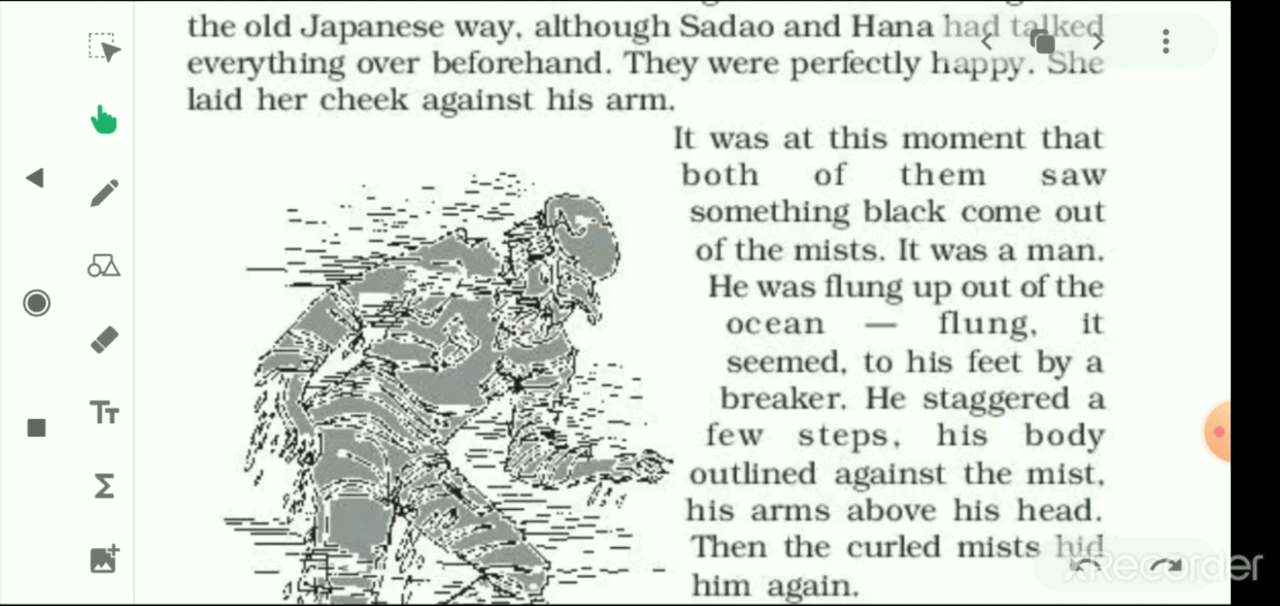 the old Japanese way, although Sadao and Hana had talked
everything over beforehand. They were perfectly happy. She
laid her cheek against his arm.
It was at this moment that
both of them saw
something black come out
of the mists. It was a man.
He was flung up out of the
ocean — flung, it
seemed, to his feet by a
breaker. He staggered a
few steps, his body
outlined against the mist,
his arms above his head.
Then the curled mists hid
him again.
XRecorder